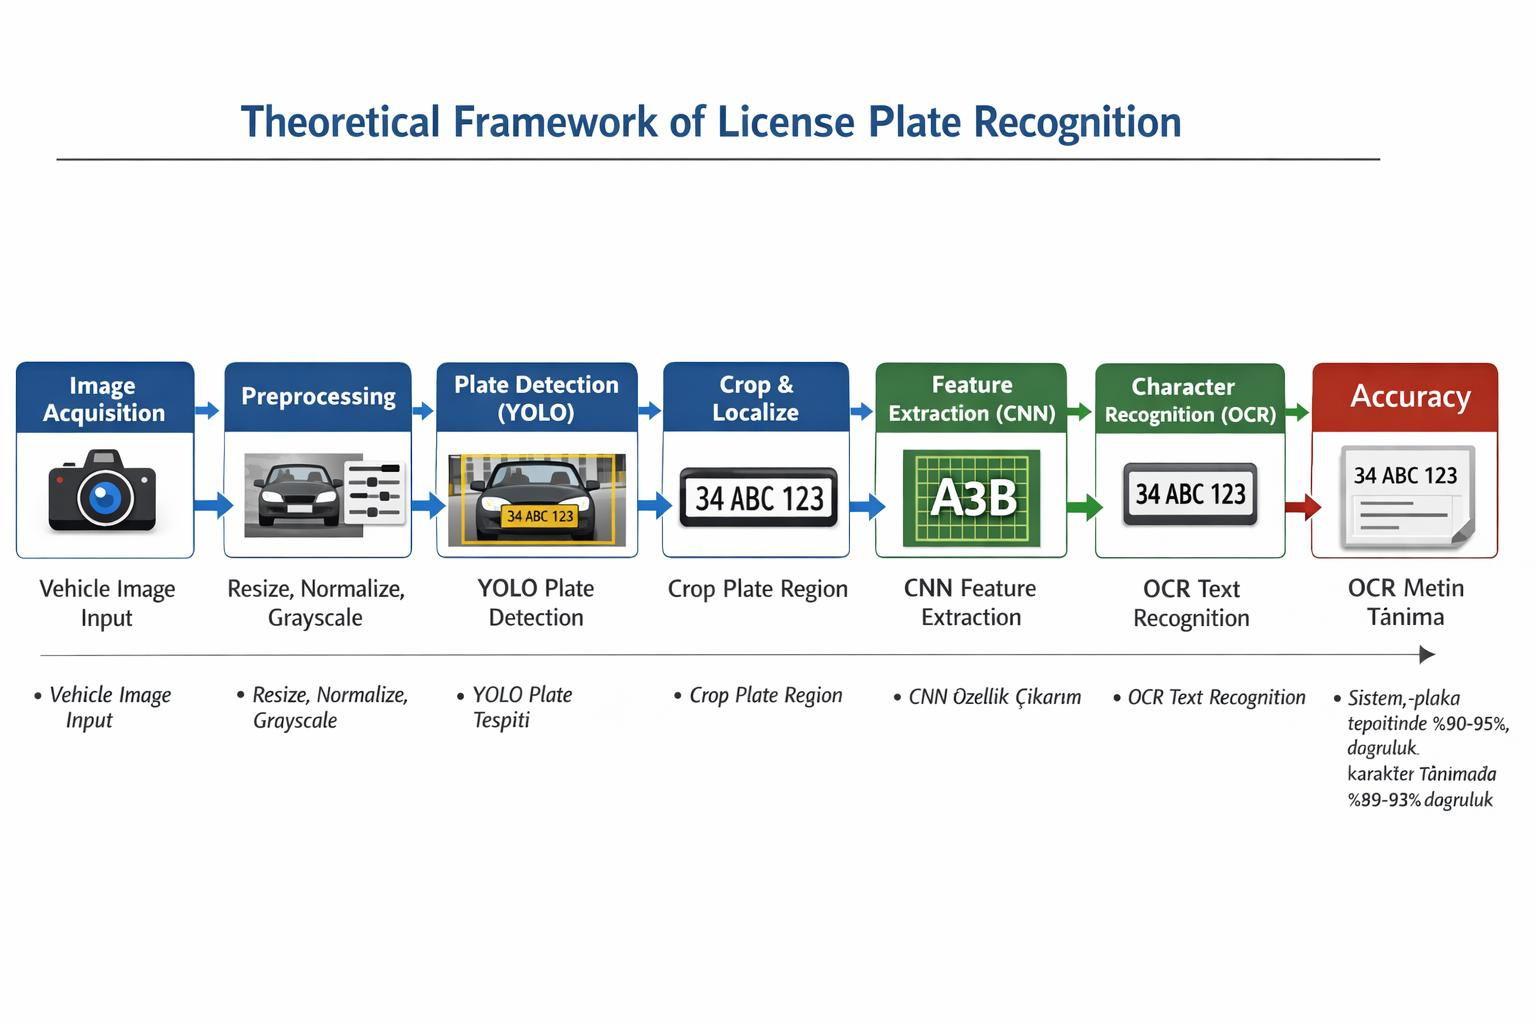 Theoretical Framework of License Plate Recognition
Image
Acquisition
Preprocessing
Plate Detection
(YOLO)
Crop &
Localize
Feature
Extraction (CNN)
Character
Recognition (OCR)
Accuracy
34 ABC 123
34 ABC 123
A3B
34 ABC 123
34 ABC 123
Vehicle Image
Input
Resize, Normalize,
Grayscale
YOLO Plate
Detection
Crop Plate Region
CNN Feature
Extraction
OCR Text
Recognition
OCR Metin
Tánima
• Vehicle Image
Input
• Resize, Normalize,
Grayscale
• YOLO Plate
Tespiti
• Crop Plate Region
• CNN Özellik Çikarım
• OCR Text Recognition
• Sistem,-plaka
tepoitinde %90-95%,
dogruluk.
karakter Tánimada
%89-93% dogruluk